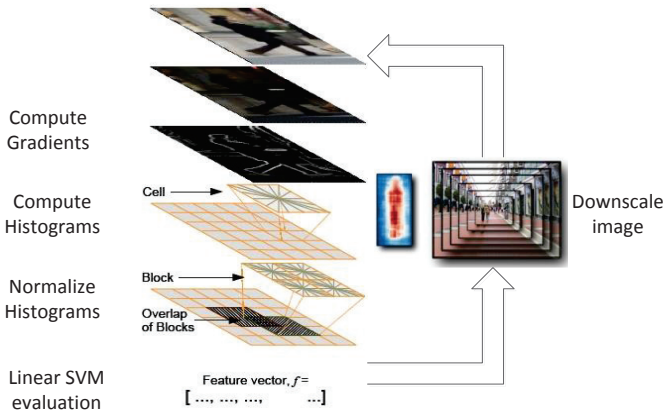 Compute
Gradients
Cell
Compute
Histograms
Downscale
image
Block
Normalize
Histograms
Overlap
of Blocks
Linear SVM
evaluation
Feature vector, f =
[ ..., ..., ..., ...]